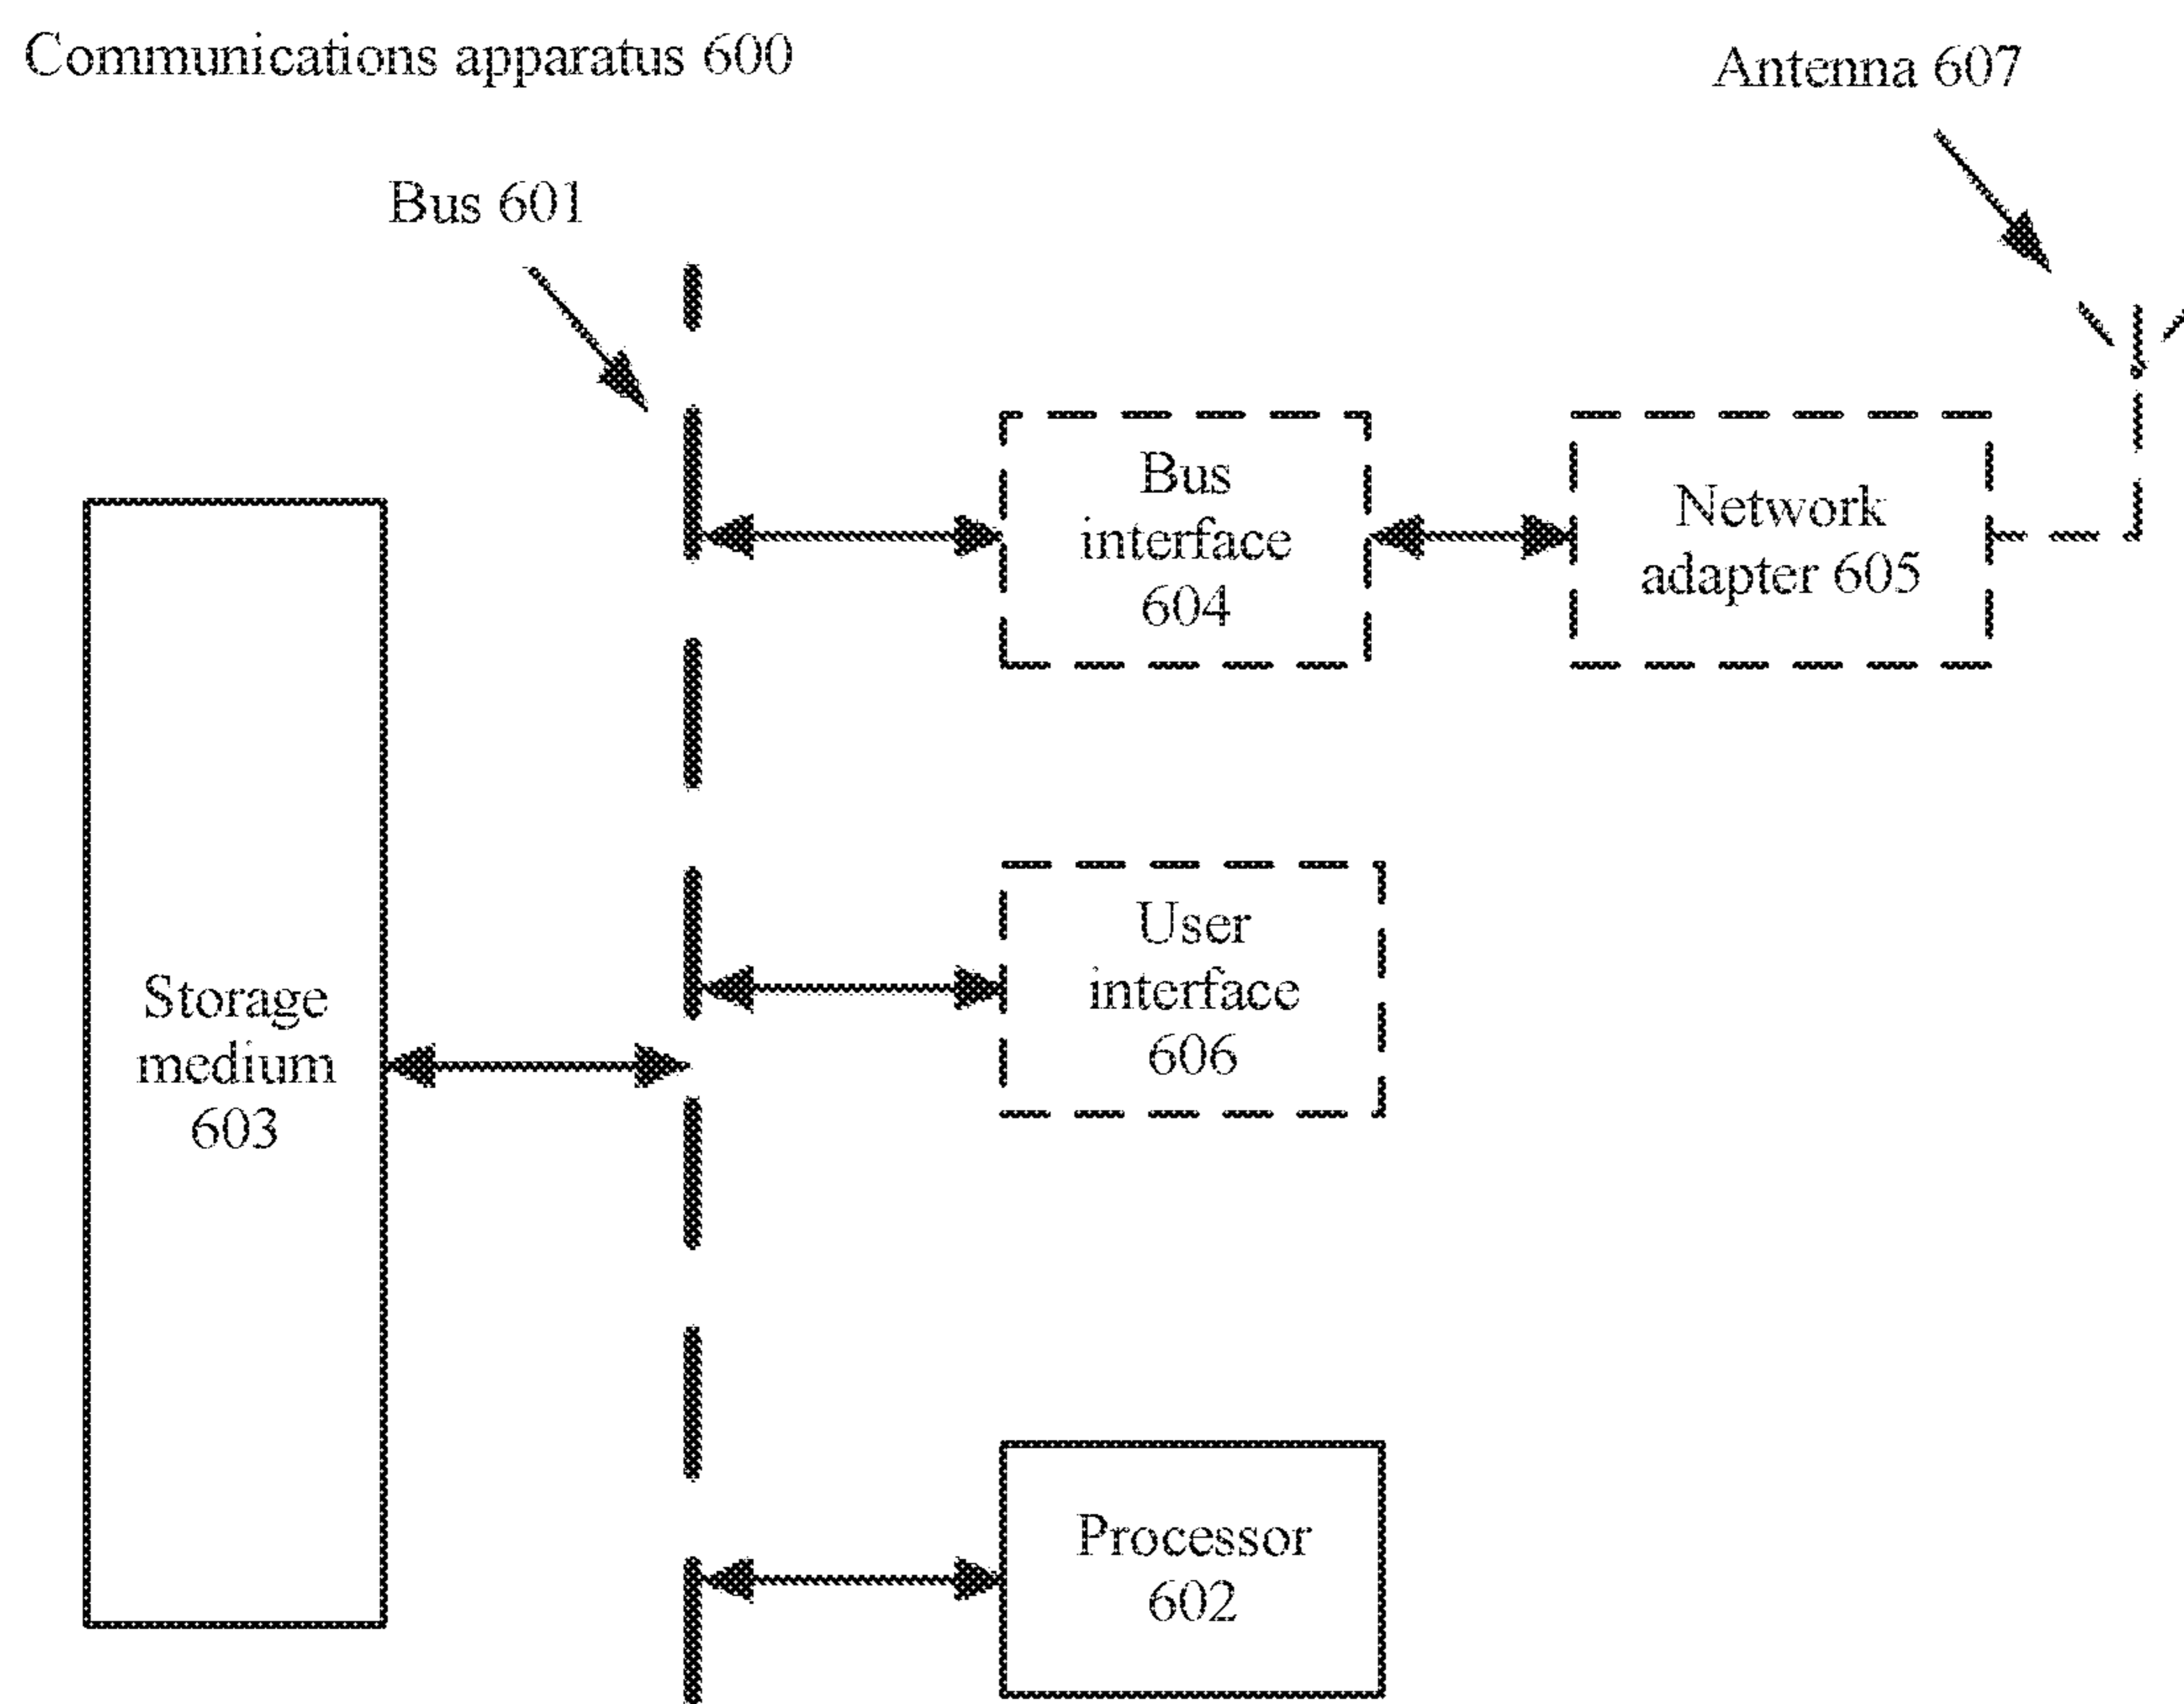 Communications apparatus 600
Antenna 607
Bus 601
Bus
interface
604
Network
adapter 605
User
interface
606
Storage
medium
603
Processor
602